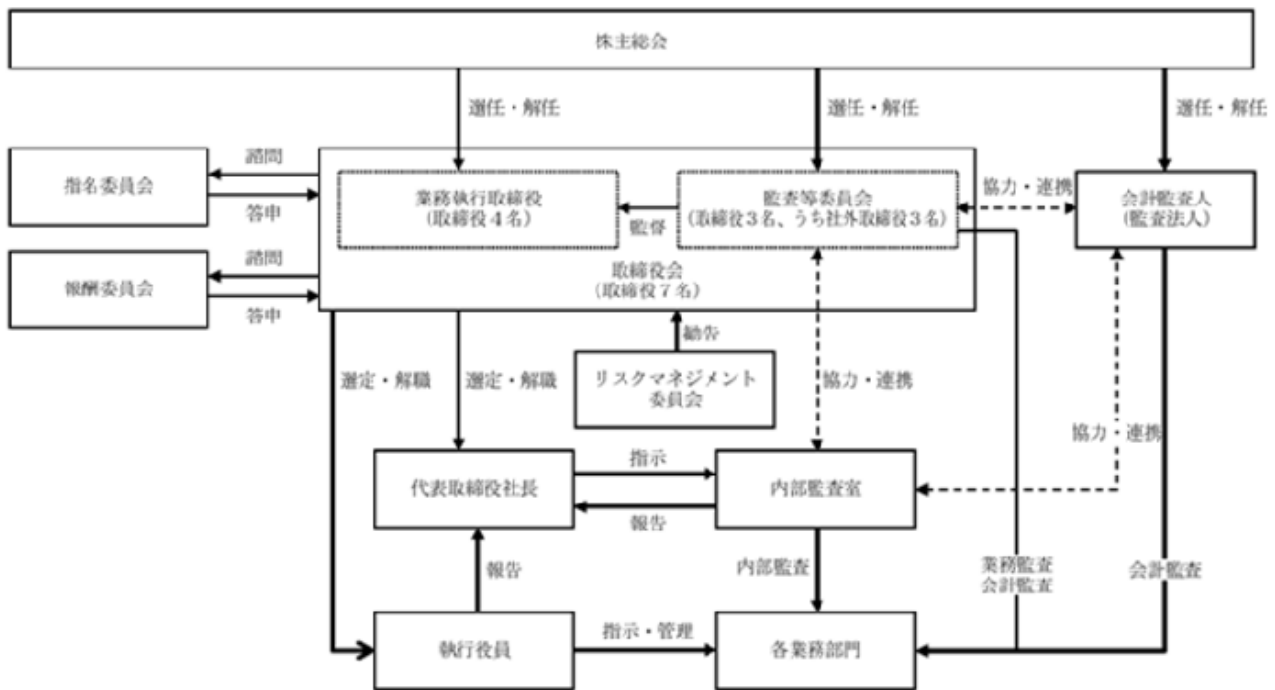 株主総会
選任・解任
選任・解任
選任・解任
指名委員会
諮問
答申
業務執行取締役
(取締役4名)
監督
監査等委員会
(取締役3名、うち社外取締役3名)
協力・連携
会計監査人
(監査法人)
報酬委員会
諮問
答申
取締役会
(取締役7名)
勧告
選定・解職
選定・解職
リスクマネジメント
委員会
協力・連携
協力・連携
代表取締役社長
指示
報告
内部監査室
報告
内部監査
業務監査
会計監査
会計監査
執行役員
指示・管理
各業務部門